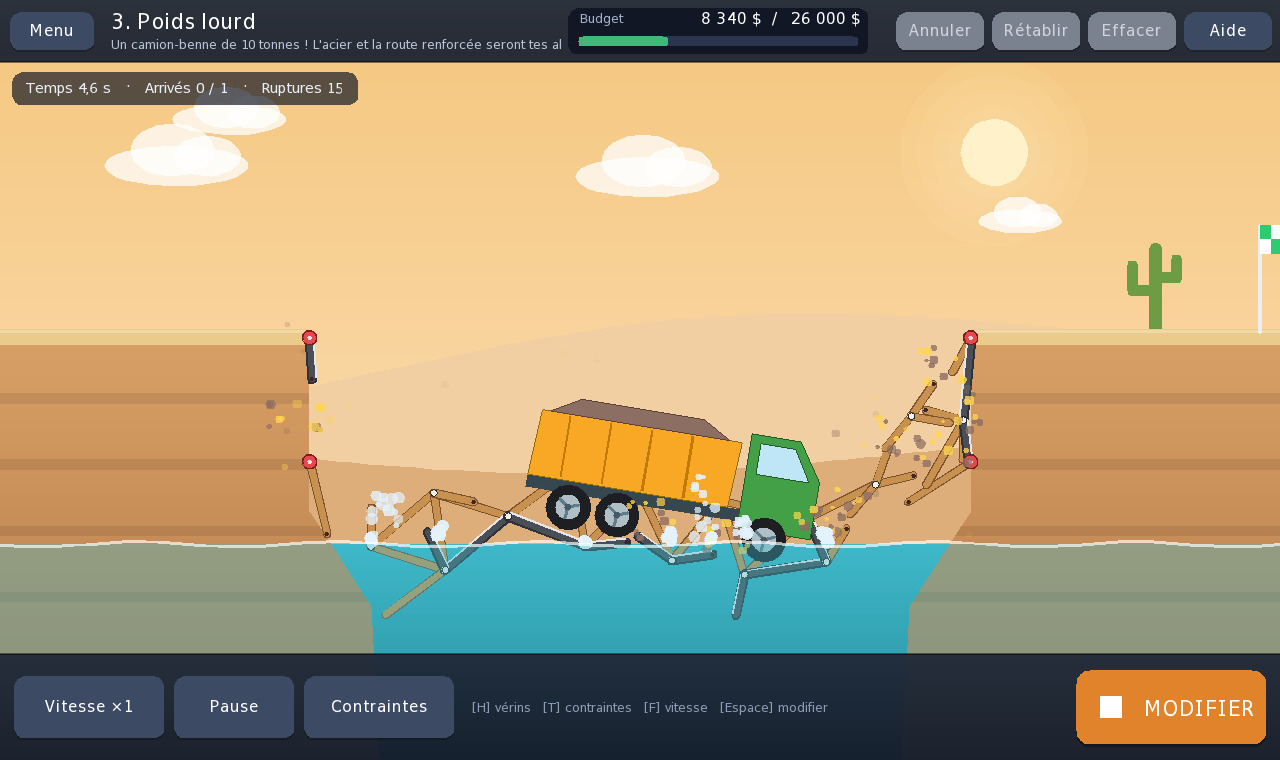 Menu
3. Poids lourd
Un camion-benne de 10 tonnes ! L'acier et la route renforcée seront tes al
Budget
8 340 $ / 26 000 $
Annuler
Rétablir
Effacer
Aide
Temps 4,6 s · Arrivés 0 / 1 · Ruptures 15
Vitesse ×1
Pause
Contraintes
[H] vérins [T] contraintes [F] vitesse [Espace] modifier
MODIFIER